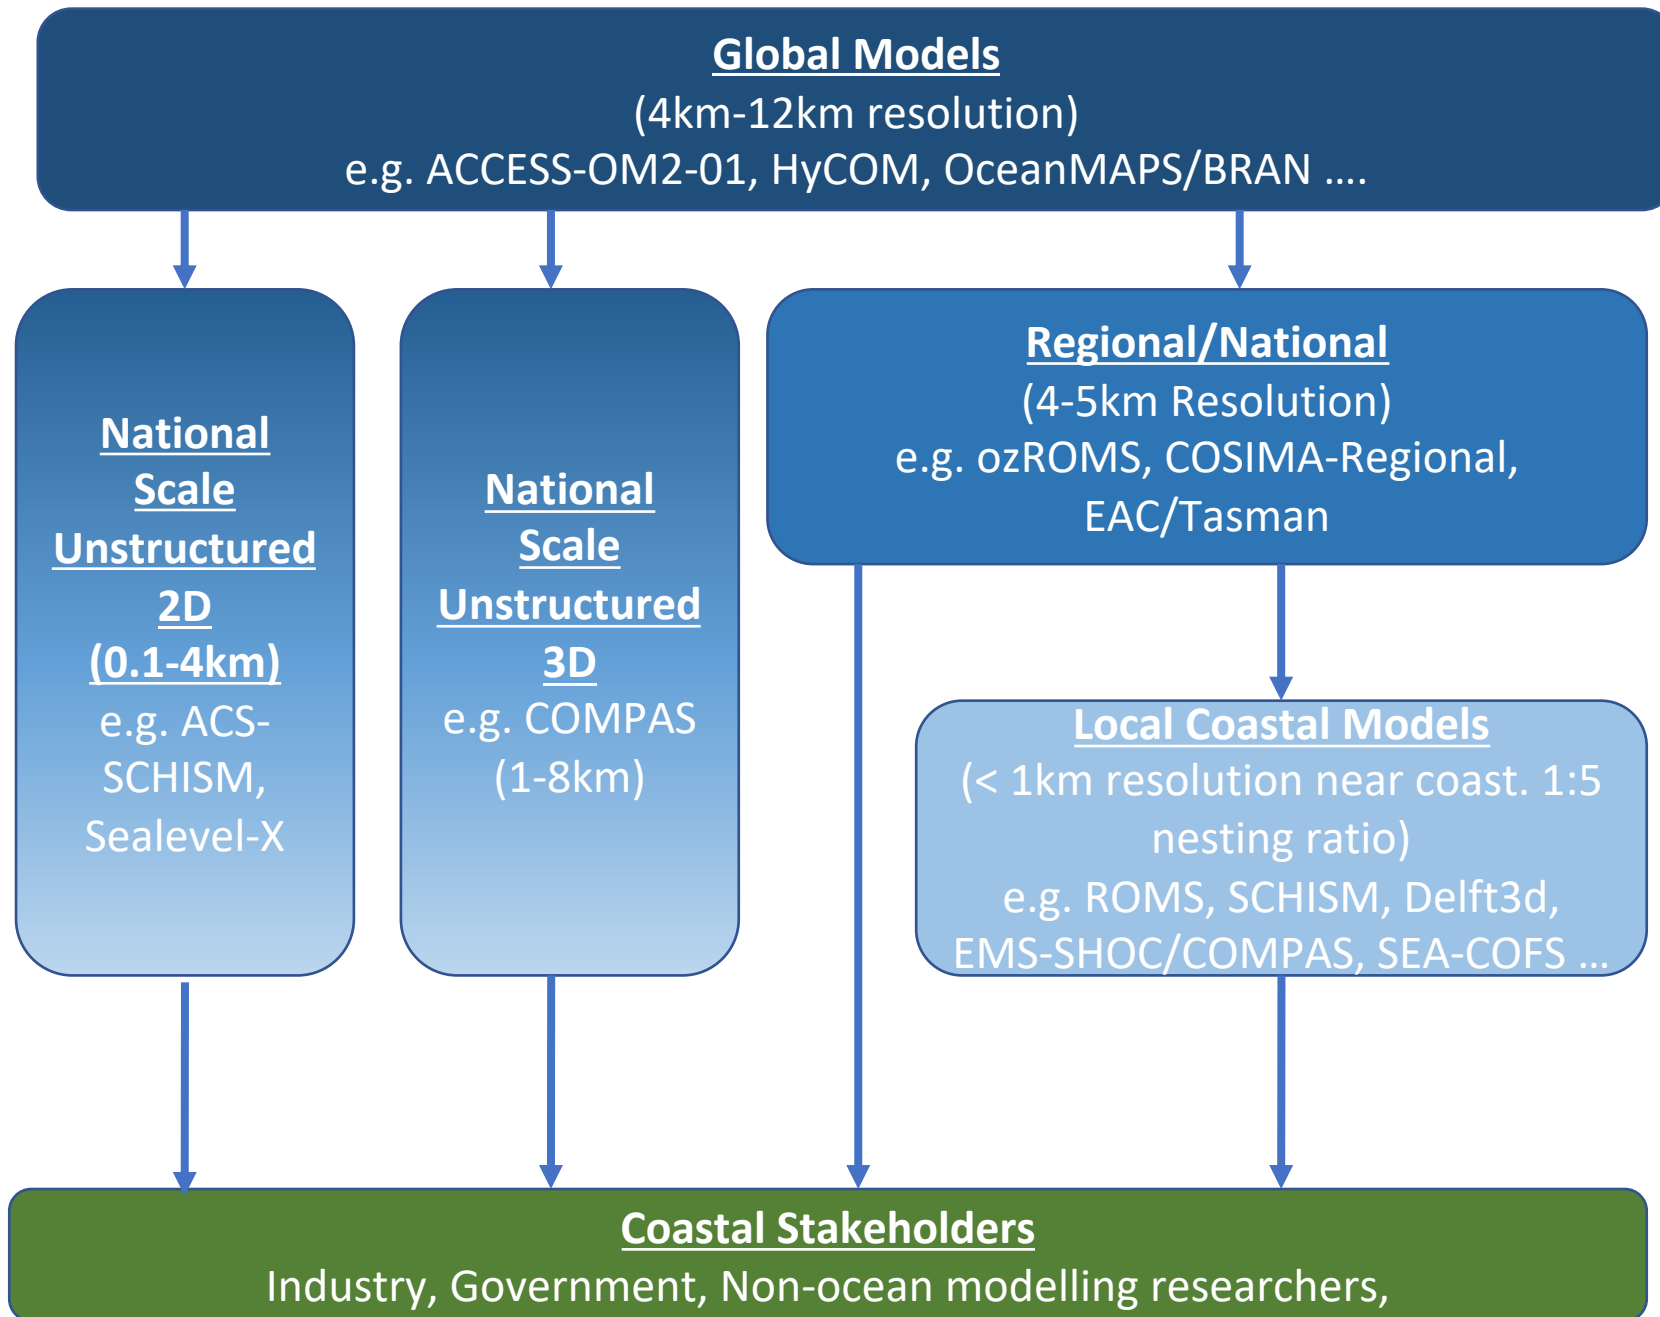 Global Models
(4km-12km resolution)
e.g. ACCESS-OM2-01, HyCOM, OceanMAPS/BRAN ....
National
Scale
Unstructured
2D
(0.1-4km)
e.g. ACS-
SCHISM,
Sealevel-X
National
Scale
Unstructured
3D
e.g. COMPAS
(1-8km)
Regional/National
(4-5km Resolution)
e.g. ozROMS, COSIMA-Regional,
EAC/Tasman
Local Coastal Models
(< 1km resolution near coast. 1:5
nesting ratio)
e.g. ROMS, SCHISM, Delft3d,
EMS-SHOC/COMPAS, SEA-COFS ...
Coastal Stakeholders
Industry, Government, Non-ocean modelling researchers,